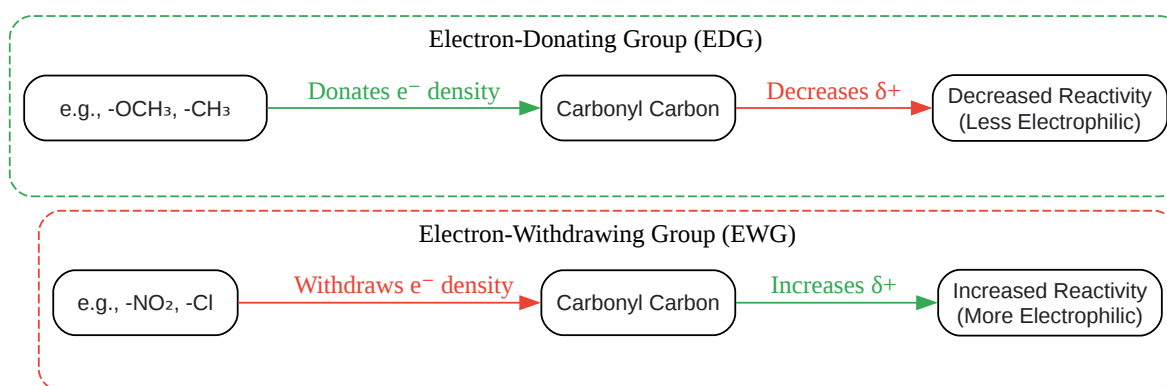 Electron-Donating Group (EDG)
e.g., -OCH₃, -CH₃
Donates e⁻ density
Carbonyl Carbon
Decreases δ+
Decreased Reactivity
(Less Electrophilic)
Electron-Withdrawing Group (EWG)
e.g., -NO₂, -Cl
Withdraws e⁻ density
Carbonyl Carbon
Increases δ+
Increased Reactivity
(More Electrophilic)